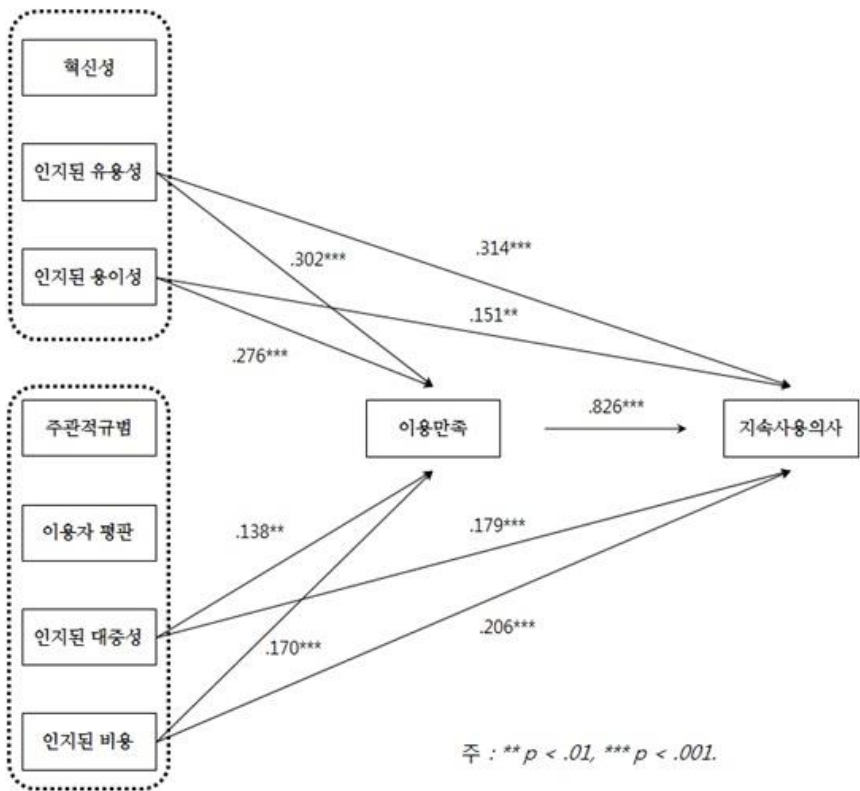 혁신성
인지된 유용성
인지된 용이성
.302***
.314***
.151**
.276***
주관적규범
이용만족
.826***
지속사용의사
이용자 평판
.138**
.179***
인지된 대중성
.170***
.206***
인지된 비용
주 : ** p < .01, *** p < .001.